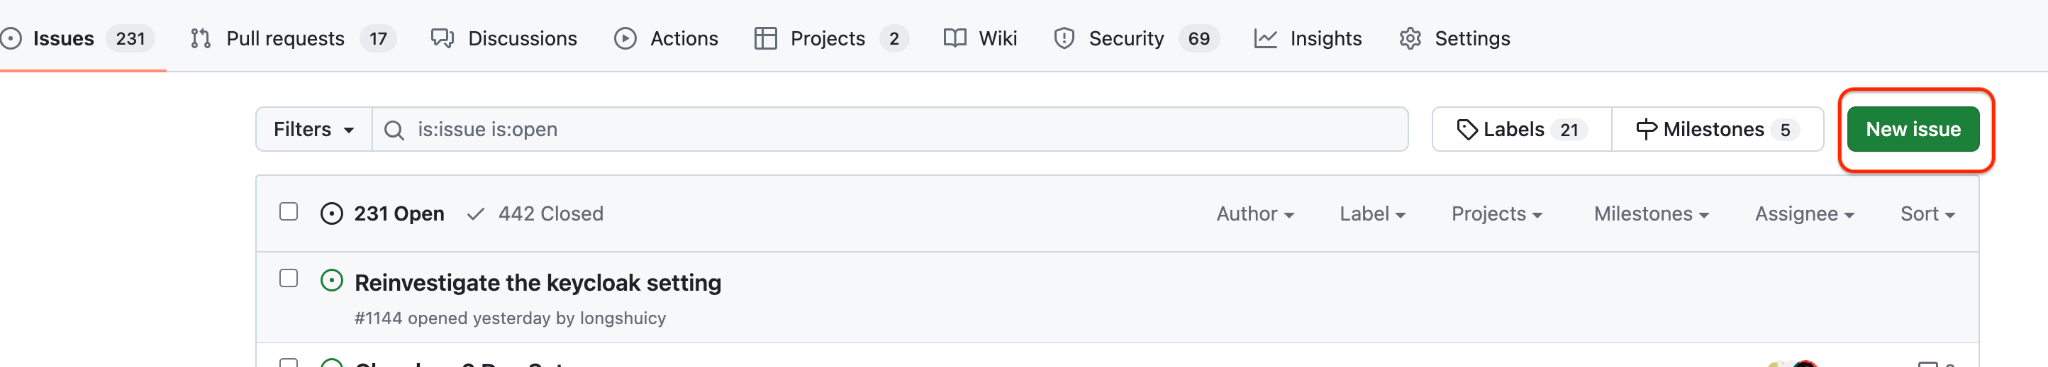 Issues 231 Pull requests 17 Discussions Actions Projects 2 Wiki Security 69 Insights Settings
Filters is:issue is:open Labels 21 Milestones 5 New issue
231 Open 442 Closed Author Label Projects Milestones Assignee Sort
Reinvestigate the keycloak setting
#1144 opened yesterday by longshuicy